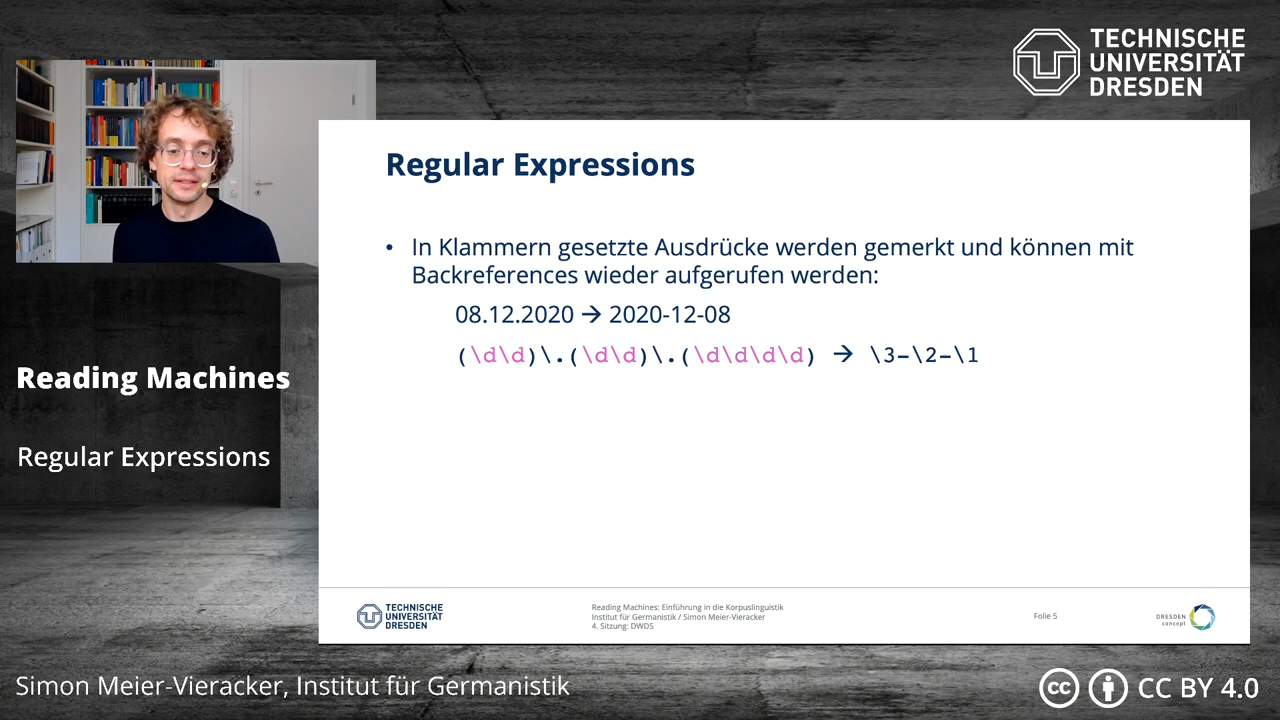 TECHNISCHE
UNIVERSITÄT
DRESDEN
Regular Expressions
• In Klammern gesetzte Ausdrücke werden gemerkt und können mit
Backreferences wieder aufgerufen werden:
08.12.2020 → 2020-12-08
(\d\d)\.(\d\d)\.(\d\d\d\d) → \3-\2-\1
Reading Machines
Regular Expressions
TECHNISCHE
UNIVERSITÄT
DRESDEN
Reading Machines: Einführung in die Korpuslinguistik
Institut für Germanistik / Simon Meier-Vieracker
4. Sitzung: DWDS
Folie 5
DRESDEN
concept
Simon Meier-Vieracker, Institut für Germanistik
cc CC BY 4.0